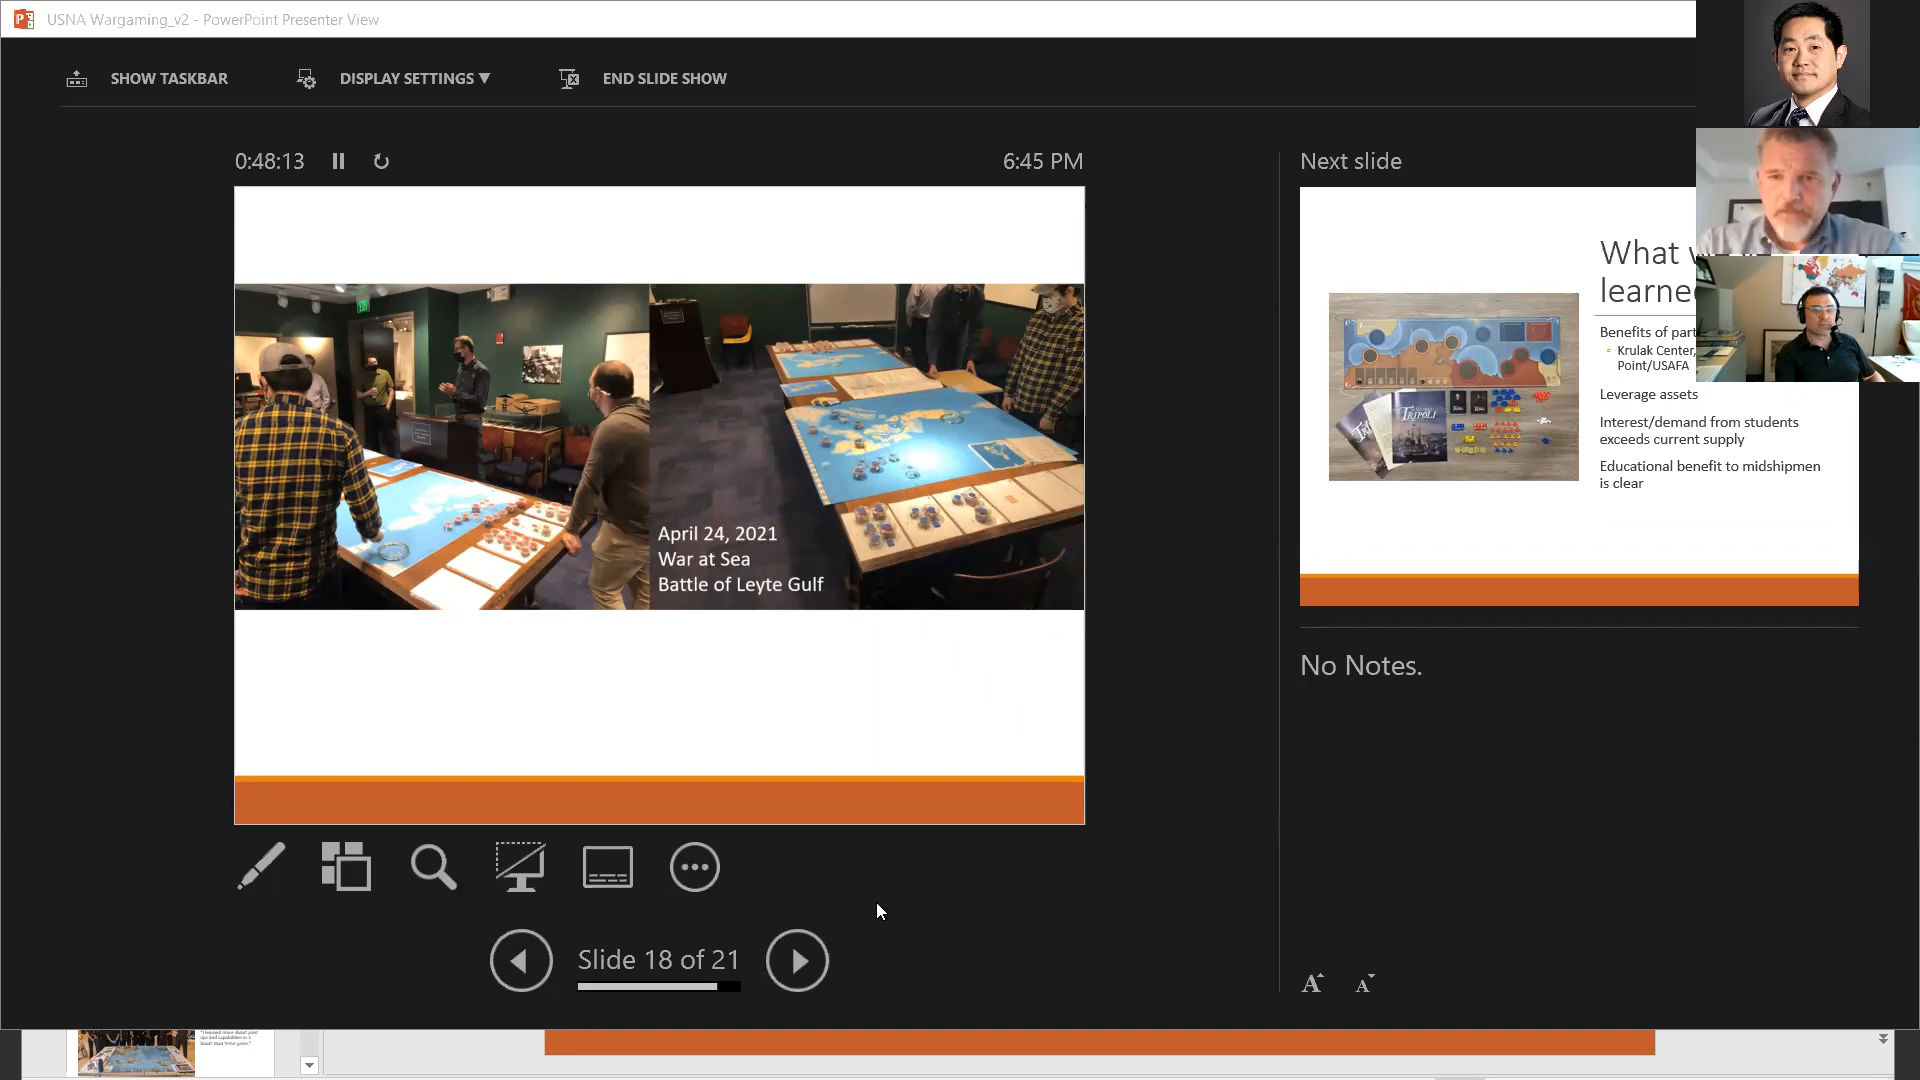 USNA Wargaming_v2 - PowerPoint Presenter View
SHOW TASKBAR
DISPLAY SETTINGS ▼
END SLIDE SHOW
0:48:13
6:45 PM
April 24, 2021
War at Sea
Battle of Leyte Gulf
Slide 18 of 21
Next slide
What
learne
Benefits of part
Krulak Center,
Point/USAFA
Leverage assets
Interest/demand from students
exceeds current supply
Educational benefit to midshipmen
is clear
TRIPOLI
No Notes.
A
A